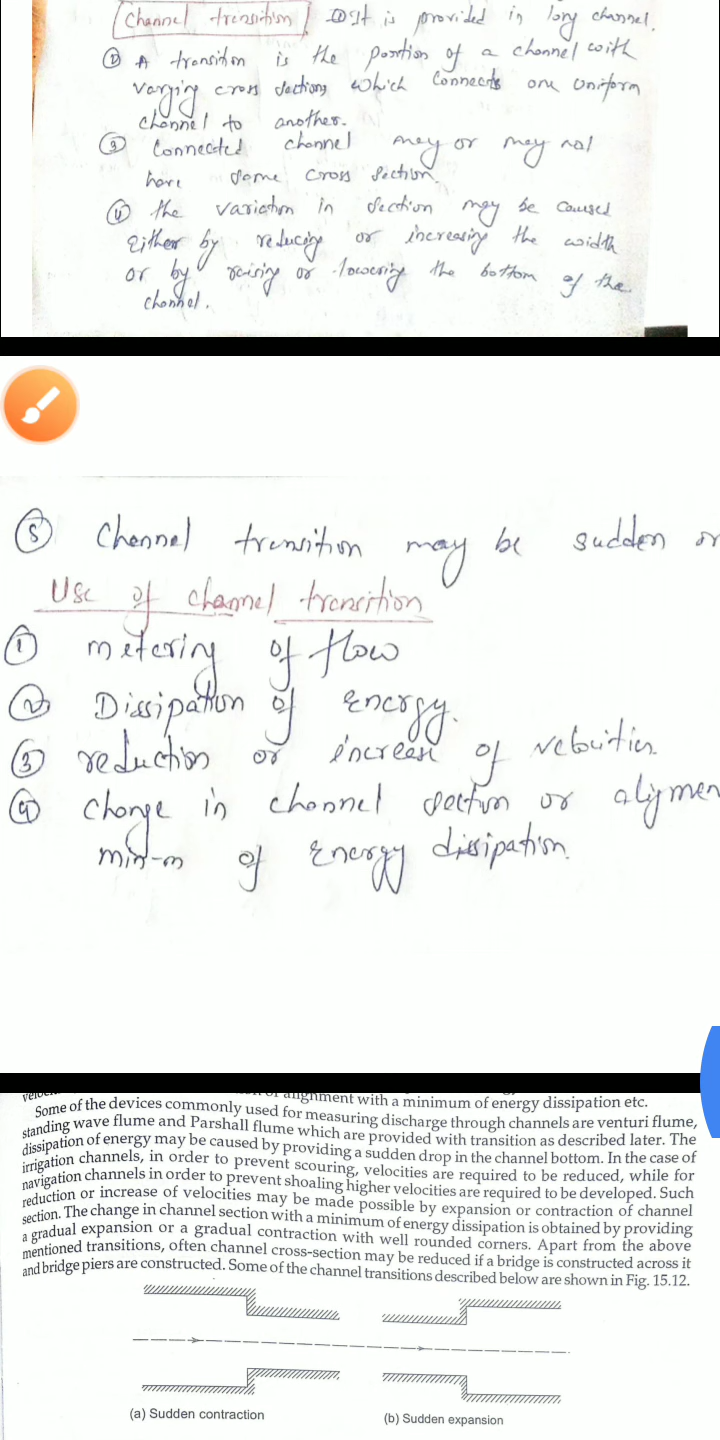 Channel transition ① It is provided in long channel.
② A transition is the portion of a channel with
varying cross sections which connects one uniform
channel to another.
③ Connected channel may or may not
have same cross section.
④ the variation in section may be caused
either by reducing or increasing the width
or by raising or lowering the bottom of the
channel.
⑤ Channel transition may be sudden or
Use of channel transition
① metering of flow
② Dissipation of energy.
③ reduction or increase of velocities
④ change in channel section or alignmen
min-m of energy dissipation.
alignment with a minimum of energy dissipation etc.
Some of the devices commonly used for measuring discharge through channels are venturi flume,
standing wave flume and Parshall flume which are provided with transition as described later. The
dissipation of energy may be caused by providing a sudden drop in the channel bottom. In the case of
irrigation channels, in order to prevent scouring, velocities are required to be reduced, while for
navigation channels in order to prevent shoaling higher velocities are required to be developed. Such
reduction or increase of velocities may be made possible by expansion or contraction of channel
section. The change in channel section with a minimum of energy dissipation is obtained by providing
a gradual expansion or a gradual contraction with well rounded corners. Apart from the above
mentioned transitions, often channel cross-section may be reduced if a bridge is constructed across it
and bridge piers are constructed. Some of the channel transitions described below are shown in Fig. 15.12.
(a) Sudden contraction
(b) Sudden expansion